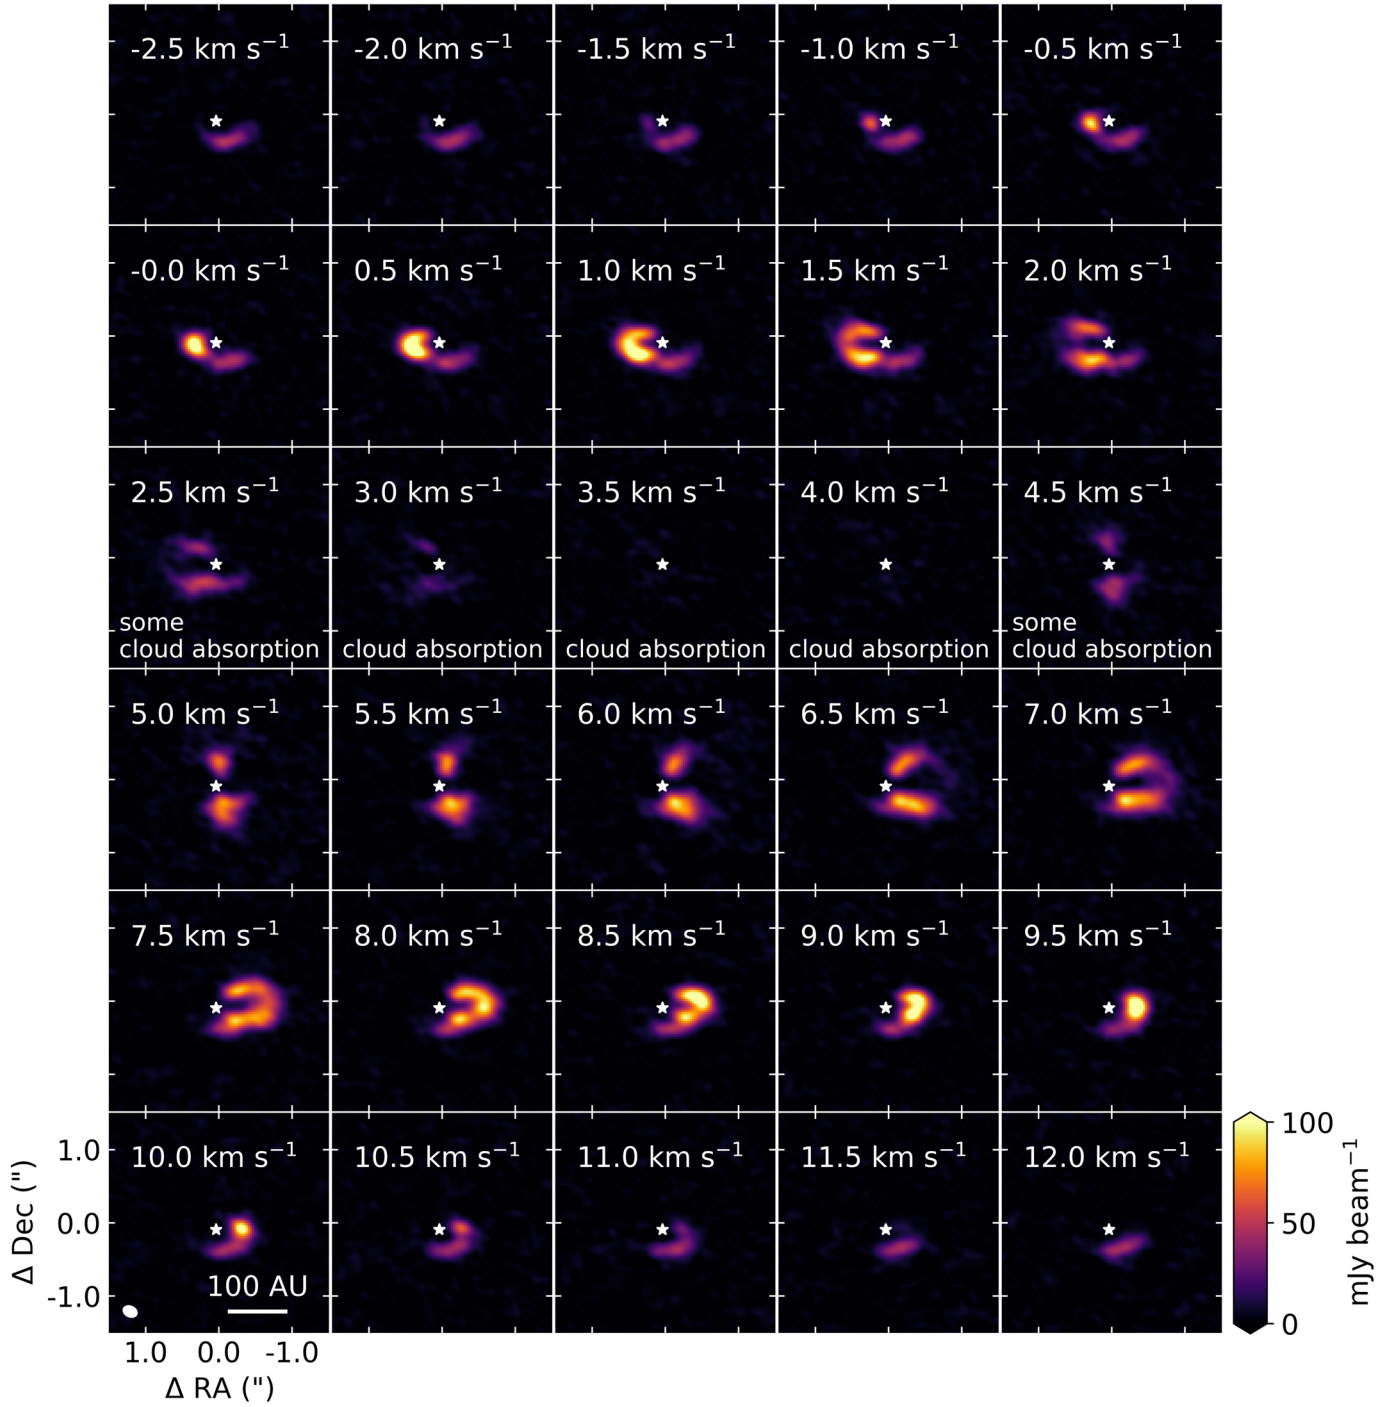 -2.5 km s⁻¹
-2.0 km s⁻¹
-1.5 km s⁻¹
-1.0 km s⁻¹
-0.5 km s⁻¹
-0.0 km s⁻¹
0.5 km s⁻¹
1.0 km s⁻¹
1.5 km s⁻¹
2.0 km s⁻¹
2.5 km s⁻¹
some
cloud absorption
3.0 km s⁻¹
cloud absorption
3.5 km s⁻¹
cloud absorption
4.0 km s⁻¹
cloud absorption
4.5 km s⁻¹
some
cloud absorption
5.0 km s⁻¹
5.5 km s⁻¹
6.0 km s⁻¹
6.5 km s⁻¹
7.0 km s⁻¹
7.5 km s⁻¹
8.0 km s⁻¹
8.5 km s⁻¹
9.0 km s⁻¹
9.5 km s⁻¹
10.0 km s⁻¹
100 AU
10.5 km s⁻¹
11.0 km s⁻¹
11.5 km s⁻¹
12.0 km s⁻¹
Δ Dec (")
1.0
0.0
-1.0
1.0 0.0 -1.0
Δ RA (")
100
50
0
mJy beam⁻¹